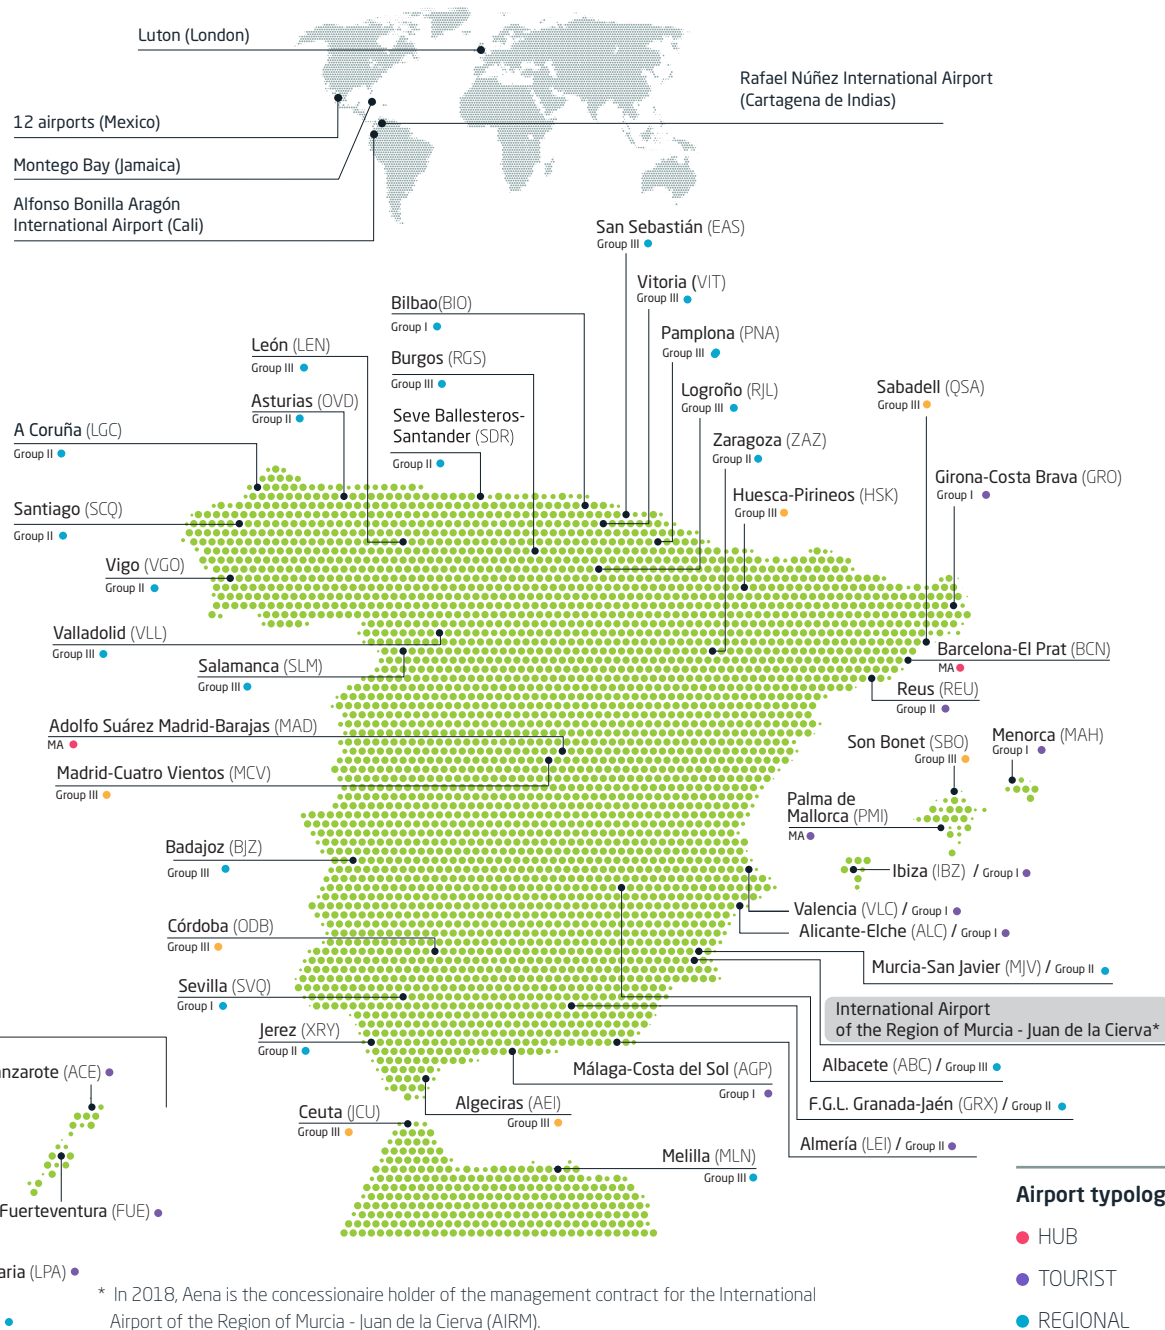 Luton (London)
Rafael Núñez International Airport
(Cartagena de Indias)
12 airports (Mexico)
Montego Bay (Jamaica)
Alfonso Bonilla Aragón
International Airport (Cali)
San Sebastián (EAS)
Group III
Vitoria (VIT)
Group III
Bilbao(BIO)
Group I
Pamplona (PNA)
Group III
León (LEN)
Group III
Burgos (RGS)
Group III
Logroño (RJL)
Group III
Sabadell (QSA)
Group III
Asturias (OVD)
Group II
Seve Ballesteros-
Santander (SDR)
Group II
A Coruña (LGC)
Group II
Zaragoza (ZAZ)
Group II
Girona-Costa Brava (GRO)
Group I
Huesca-Pirineos (HSK)
Group III
Santiago (SCQ)
Group II
Vigo (VGO)
Group II
Valladolid (VLL)
Group III
Salamanca (SLM)
Group III
Barcelona-El Prat (BCN)
MA
Reus (REU)
Group II
Adolfo Suárez Madrid-Barajas (MAD)
MA
Son Bonet (SBO)
Group III
Menorca (MAH)
Group I
Madrid-Cuatro Vientos (MCV)
Group III
Palma de
Mallorca (PMI)
MA
Badajoz (BJZ)
Group III
Ibiza (IBZ) / Group I
Valencia (VLC) / Group I
Alicante-Elche (ALC) / Group I
Córdoba (ODB)
Group III
Murcia-San Javier (MJV) / Group II
Sevilla (SVQ)
Group I
International Airport
of the Region of Murcia - Juan de la Cierva*
Jerez (XRY)
Group II
Albacete (ABC) / Group III
Málaga-Costa del Sol (AGP)
Group I
nzarote (ACE)
Algeciras (AEI)
Group III
F.G.L. Granada-Jaén (GRX) / Group II
Ceuta (JCU)
Group III
Almería (LEI) / Group II
Melilla (MLN)
Group III
Fuerteventura (FUE)
Airport typolog
HUB
TOURIST
REGIONAL
aria (LPA)
* In 2018, Aena is the concessionaire holder of the management contract for the International
Airport of the Region of Murcia - Juan de la Cierva (AIRM).